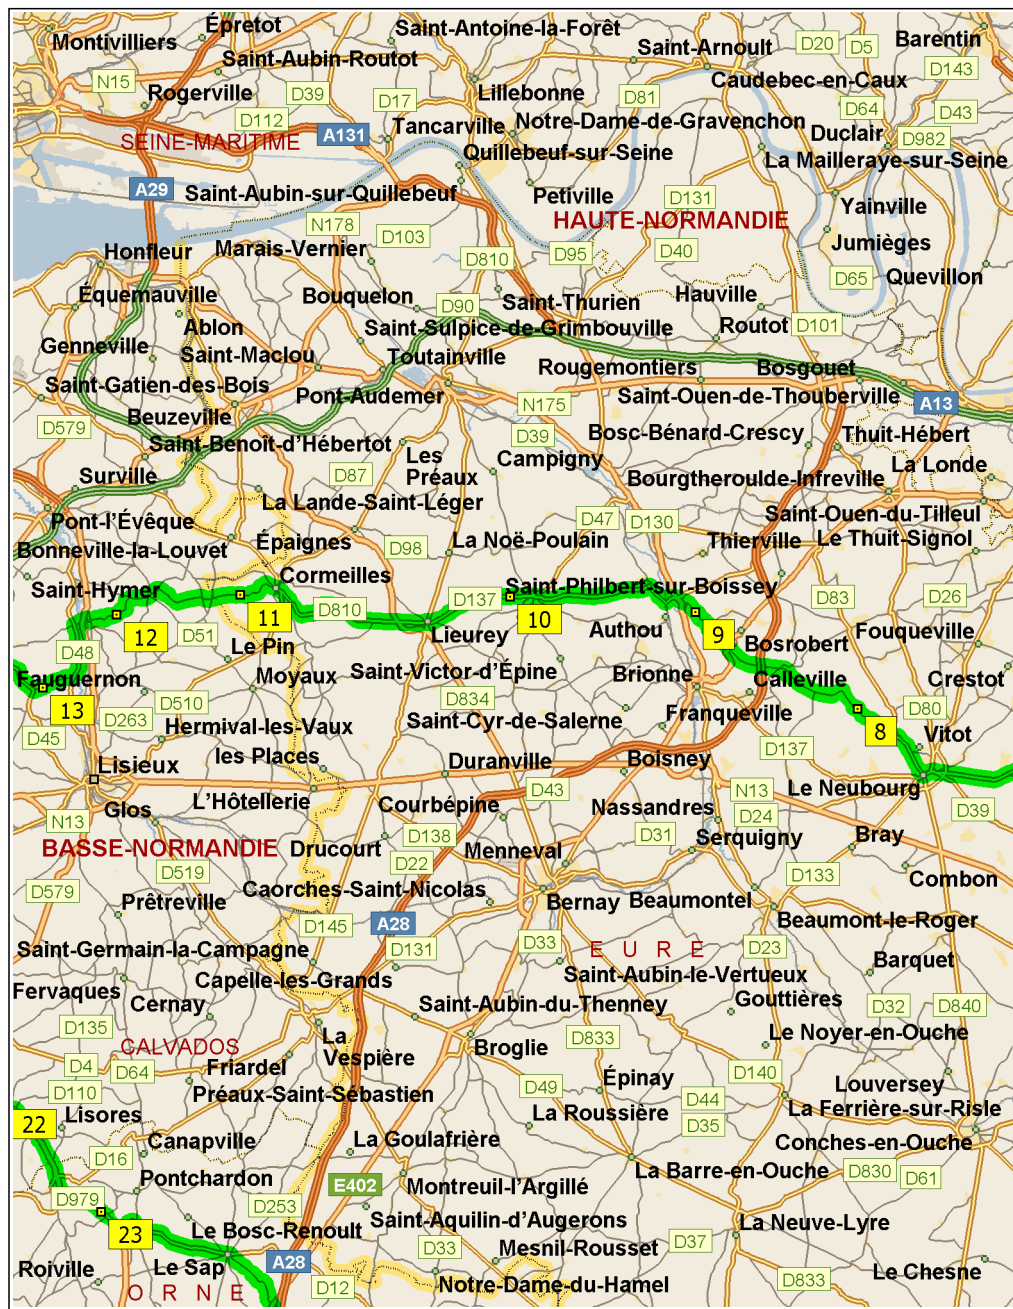 Épretot
Saint-Antoine-la-Forêt
Montivilliers
Saint-Arnoult
D20
D5
Barentin
Saint-Aubin-Routot
D143
N15
Caudebec-en-Caux
Rogerville
D39
D17
Lillebonne
D81
D64
D43
D112
Notre-Dame-de-Gravenchon
Tancarville
A131
Duclair
D982
SEINE-MARITIME
Quillebeuf-sur-Seine
La Mailleraye-sur-Seine
A29
Saint-Aubin-sur-Quillebeuf
Petiville
D131
Yainville
HAUTE-NORMANDIE
N178
D103
Honfleur
Marais-Vernier
D810
D95
D40
Jumièges
D65
Quevillon
Équemauville
Bouquelon
D90
Saint-Thurien
Hauville
Ablon
Saint-Sulpice-de-Grimbouville
Routot
D101
Genneville
Saint-Maclou
Toutainville
Rougemontiers
Bosgouet
Saint-Gatien-des-Bois
Pont-Audemer
Saint-Ouen-de-Thouberville
Beuzeville
N175
A13
D579
Saint-Benoît-d'Hébertot
D39
Bosc-Bénard-Crescy
Thuit-Hébert
Les
Préaux
Campigny
La Londe
Surville
D87
Bourgtheroulde-Infreville
La Lande-Saint-Léger
Pont-l'Évêque
D47
D130
Saint-Ouen-du-Tilleul
Bonneville-la-Louvet
Épaignes
D98
La Noë-Poulain
Thierville
Le Thuit-Signol
Saint-Hymer
Cormeilles
Saint-Philbert-sur-Boissey
D137
D83
D26
11
D810
10
12
D51
Lieurey
Authou
9
Fouqueville
D48
Le Pin
Bosrobert
Fauguernon
Moyaux
Saint-Victor-d'Épine
Brionne
Calleville
Crestot
13
D510
D834
D263
Hermival-les-Vaux
Saint-Cyr-de-Salerne
Franqueville
D80
D45
8
Vitot
les Places
D137
Lisieux
Duranville
Boisney
L'Hôtellerie
D43
N13
Le Neubourg
Glos
Courbépine
Nassandres
D39
N13
D24
D138
D31
Serquigny
Bray
BASSE-NORMANDIE
Drucourt
D22
Menneval
D519
D133
D579
Caorches-Saint-Nicolas
Combon
Prêtreville
Bernay
Beaumontel
D145
A28
Beaumont-le-Roger
Saint-Germain-la-Campagne
D131
D33
EURE
D23
Barquet
Capelle-les-Grands
Saint-Aubin-le-Vertueux
Fervaques
Cernay
Saint-Aubin-du-Thenney
Gouttières
D32
D840
D135
La
Vespière
D833
Le Noyer-en-Ouche
CALVADOS
Broglie
D4
D64
Friardel
Épinay
D140
D110
Préaux-Saint-Sébastien
D49
D44
Louversey
22
Lisores
La Roussière
D35
La Ferrière-sur-Risle
Canapville
La Goulafrière
Conches-en-Ouche
D16
Pontchardon
E402
Montreuil-l'Argillé
La Barre-en-Ouche
D830
D61
D979
D253
23
Le Bosc-Renoult
Saint-Aquilin-d'Augerons
La Neuve-Lyre
D33
Mesnil-Rousset
D37
Roiville
Le Sap
A28
D12
Notre-Dame-du-Hamel
D833
Le Chesne
ORNE